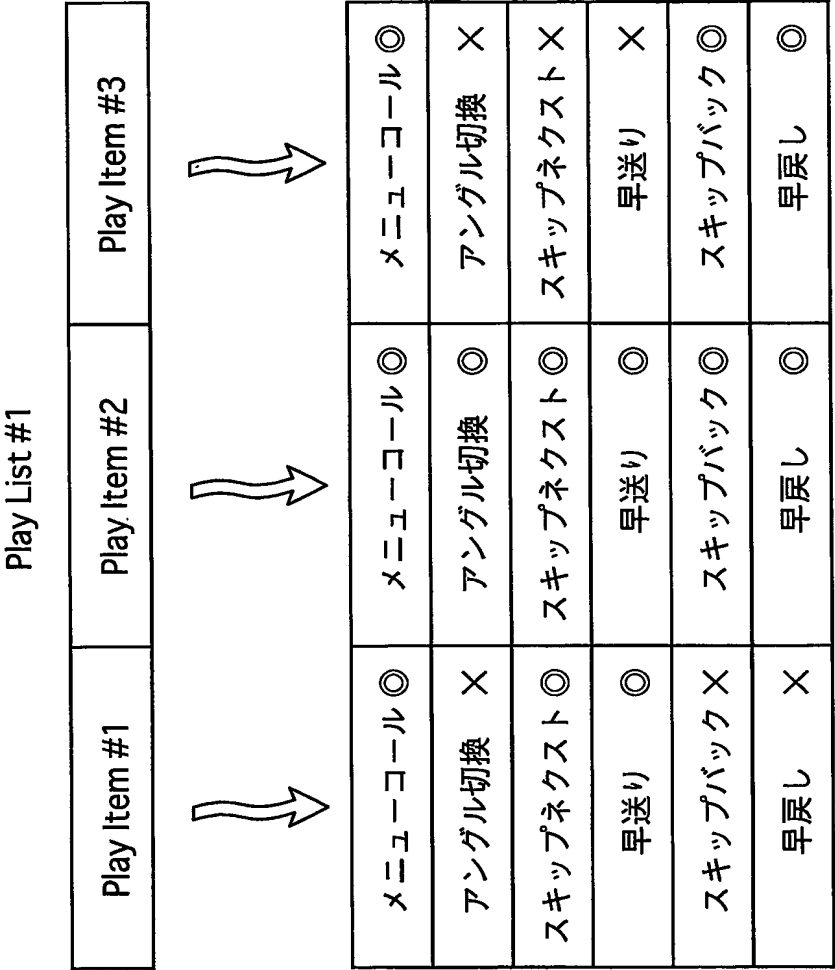 Play List #1
Play Item #1
Play Item #2
Play Item #3
メニューコール ◎
アングル切換 ×
スキップネクスト ◎
早送り ◎
スキップバック ×
早戻し ×
メニューコール ◎
アングル切換 ◎
スキップネクスト ◎
早送り ◎
スキップバック ◎
早戻し ◎
メニューコール ◎
アングル切換 ×
スキップネクスト ×
早送り ×
スキップバック ◎
早戻し ◎